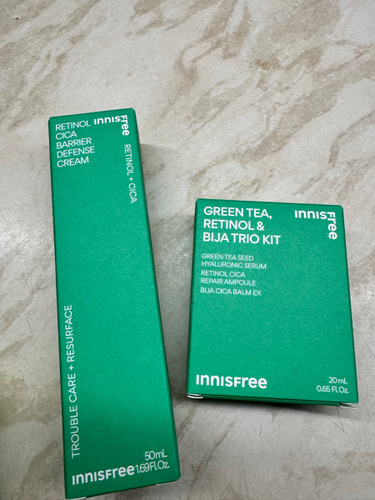 RETINOL
CICA
BARRIER
DEFENSE
CREAM
INNISFree
RETINOL + CICA
TROUBLE CARE + RESURFACE
50mL
INNISFree 1.69Fl.Oz.
GREEN TEA,
RETINOL &
BIJA TRIO KIT
INNISFree
GREEN TEA SEED
HYALURONIC SERUM
RETINOL CICA
REPAIR AMPOULE
BIJA CICA BALM EX
INNISFree
20mL
0.65 Fl.Oz.